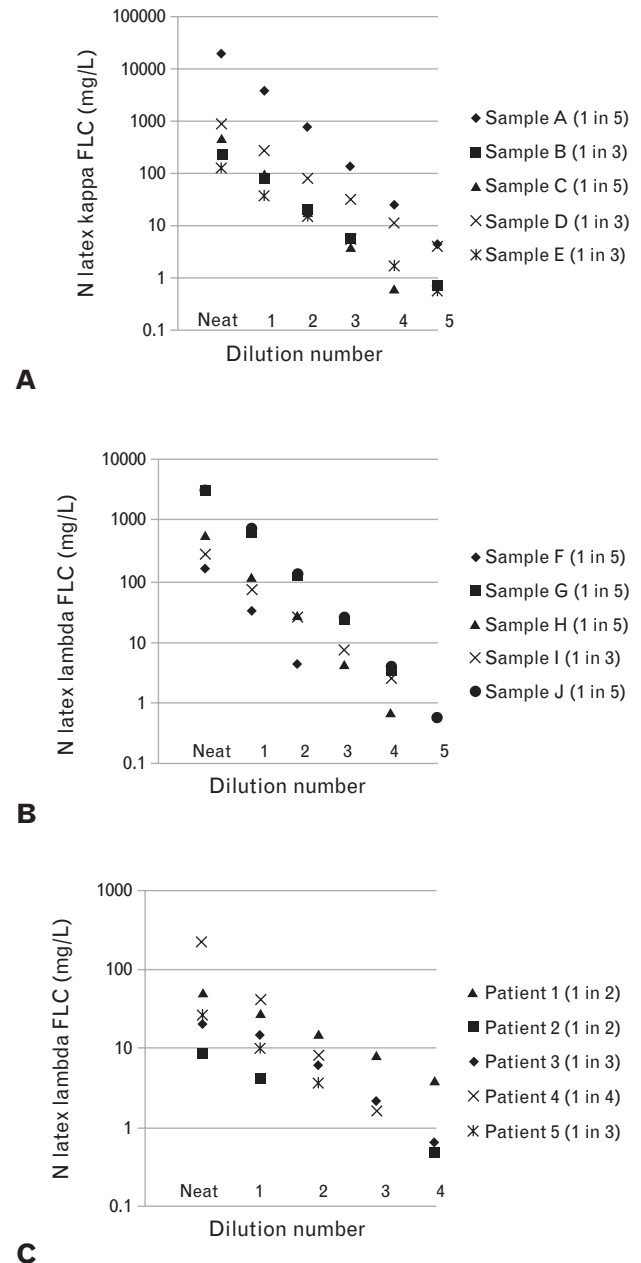 100000
10000
1000
100
10
1
0.1
N latex kappa FLC (mg/L)
Neat 1 2 3 4 5
Dilution number
Sample A (1 in 5)
Sample B (1 in 3)
Sample C (1 in 5)
Sample D (1 in 3)
Sample E (1 in 3)
A
10000
1000
100
10
1
0.1
N latex lambda FLC (mg/L)
Neat 1 2 3 4 5
Dilution number
Sample F (1 in 5)
Sample G (1 in 5)
Sample H (1 in 5)
Sample I (1 in 3)
Sample J (1 in 5)
B
1000
100
10
1
0.1
N latex lambda FLC (mg/L)
Neat 1 2 3 4
Dilution number
Patient 1 (1 in 2)
Patient 2 (1 in 2)
Patient 3 (1 in 3)
Patient 4 (1 in 4)
Patient 5 (1 in 3)
C